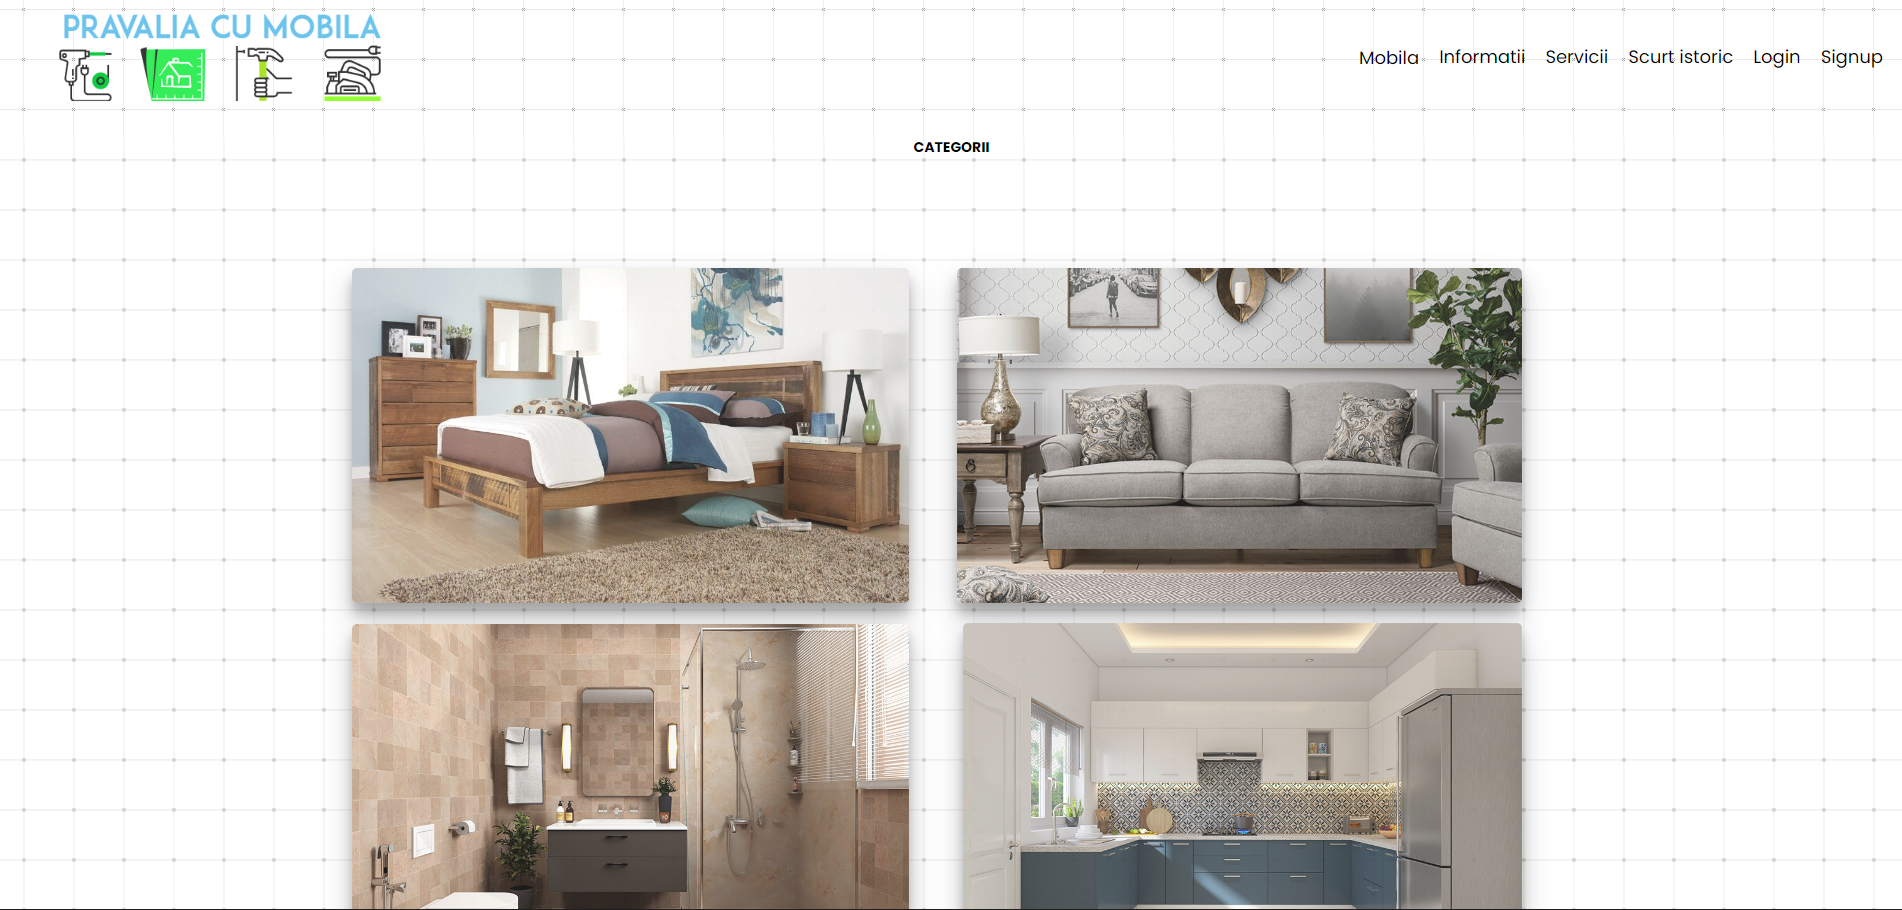 PRAVALIA CU MOBILA
Mobila Informatii Servicii Scurt istoric Login Signup
CATEGORII